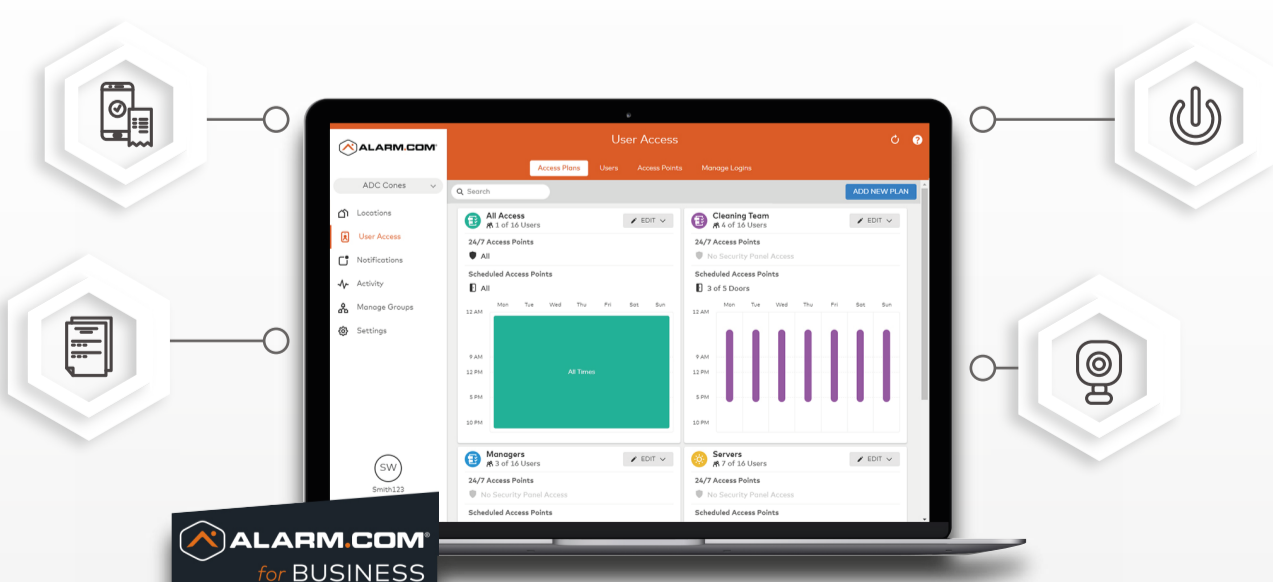 ALARM.COM®
User Access
?
Access Plans Users Access Points Manage Logins
ADC Cones
Search
ADD NEW PLAN
Locations
User Access
Notifications
Activity
Manage Groups
Settings
SW
Smith123
All Access
1 of 16 Users
EDIT
24/7 Access Points
All
Scheduled Access Points
All
Mon Tue Wed Thu Fri Sat Sun
12 AM
9 AM
12 PM
All Times
5 PM
10 PM
Cleaning Team
4 of 16 Users
EDIT
24/7 Access Points
No Security Panel Access
Scheduled Access Points
3 of 5 Doors
Mon Tue Wed Thu Fri Sat Sun
12 AM
9 AM
12 PM
5 PM
10 PM
Managers
3 of 16 Users
EDIT
24/7 Access Points
No Security Panel Access
Scheduled Access Points
Servers
7 of 16 Users
EDIT
24/7 Access Points
No Security Panel Access
Scheduled Access Points
ALARM.COM®
for BUSINESS